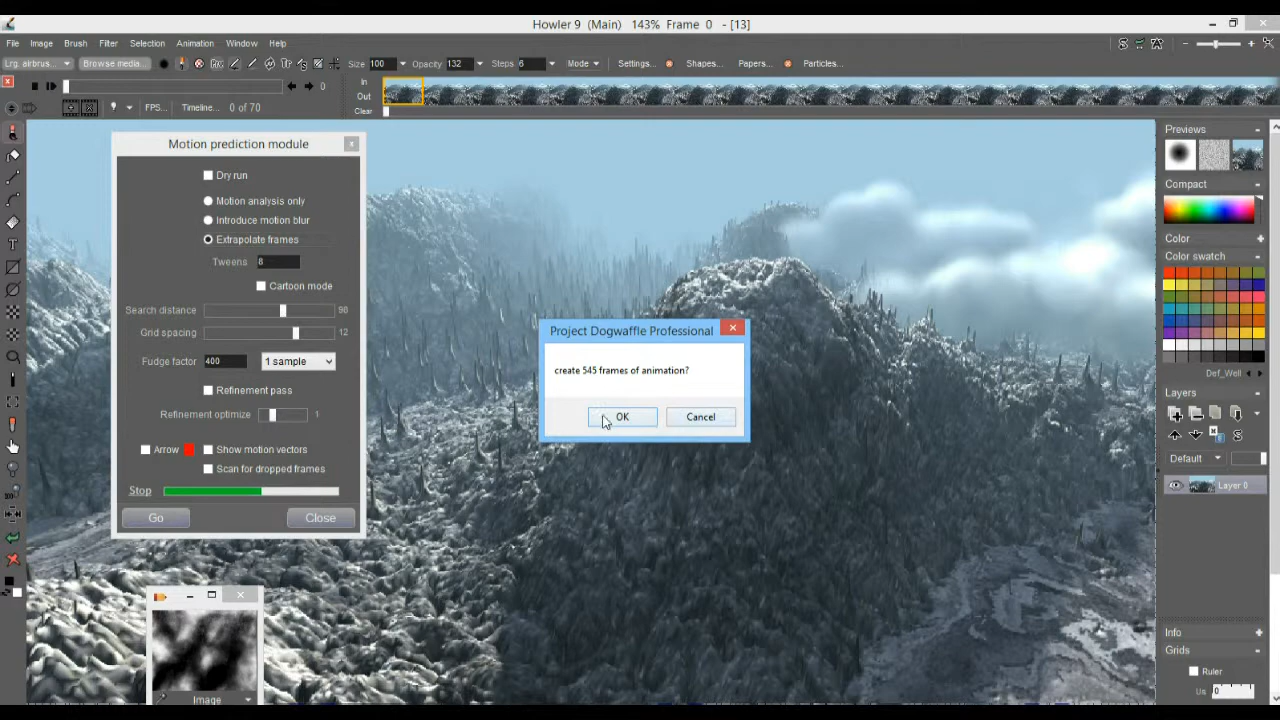 Howler 9 (Main) 143% Frame 0 - [13]
File Image Brush Filter Selection Animation Window Help
Lrg. airbrus... Browse media... Size 100 Opacity 132 Steps 6 Mode Settings... Shapes... Papers... Particles...
0
In
Out
Clear
FPS... Timeline... 0 of 70
Motion prediction module
Dry run
Motion analysis only
Introduce motion blur
Extrapolate frames
Tweens 8
Cartoon mode
Search distance 98
Grid spacing 12
Fudge factor 400 1 sample
Refinement pass
Refinement optimize 1
Arrow Show motion vectors
Scan for dropped frames
Stop
Go Close
Project Dogwaffle Professional
create 545 frames of animation?
OK Cancel
Image
Previews
Compact
Color
Color swatch
Def_Well
Layers
Default
Layer 0
Info
Grids
Ruler
Us 0